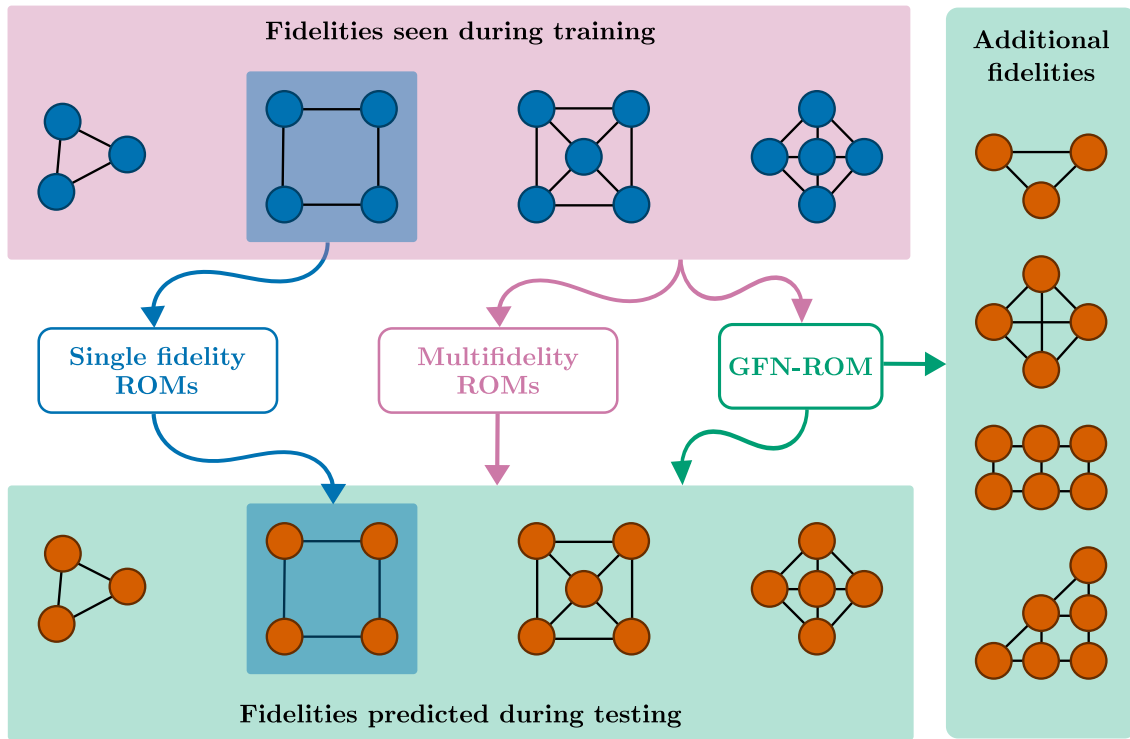 Fidelities seen during training
Additional
fidelities
Single fidelity
ROMs
Multifidelity
ROMs
GFN-ROM
Fidelities predicted during testing